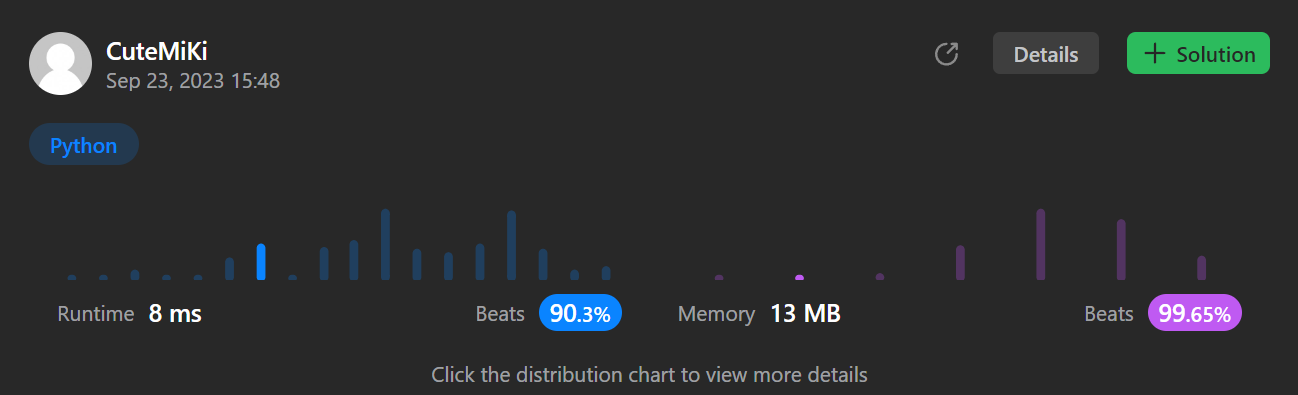 CuteMiKi
Sep 23, 2023 15:48
Details
Solution
Python
Runtime 8 ms
Beats 90.3%
Memory 13 MB
Beats 99.65%
Click the distribution chart to view more details